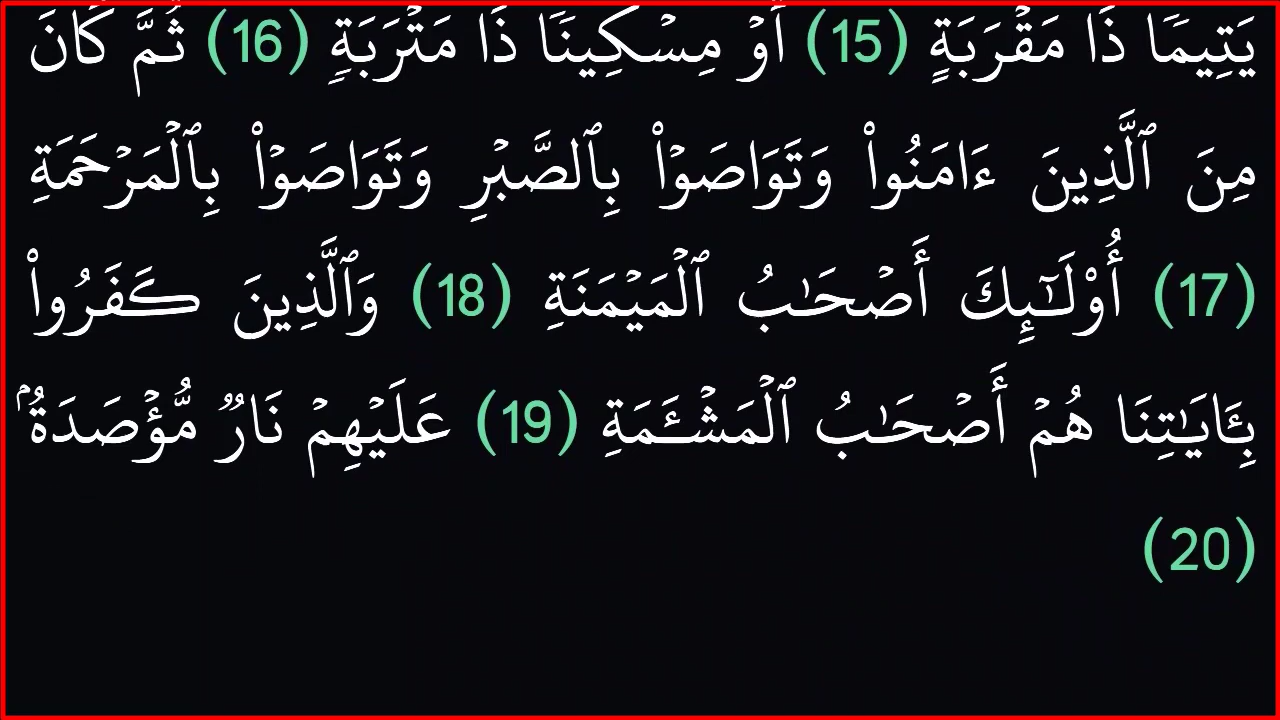 يَتِيمٗا ذَا مَقۡرَبَةٍ (15) أَوۡ مِسۡكِينٗا ذَا مَتۡرَبَةٖ (16) ثُمَّ كَانَ
مِنَ ٱلَّذِينَ ءَامَنُواْ وَتَوَاصَوۡاْ بِٱلصَّبۡرِ وَتَوَاصَوۡاْ بِٱلۡمَرۡحَمَةِ
(17) أُوْلَٰٓئِكَ أَصۡحَٰبُ ٱلۡمَيۡمَنَةِ (18) وَٱلَّذِينَ كَفَرُواْ
بِـَٔايَٰتِنَا هُمۡ أَصۡحَٰبُ ٱلۡمَشۡـَٔمَةِ (19) عَلَيۡهِمۡ نَارٞ مُّؤۡصَدَةُۢ
(20)